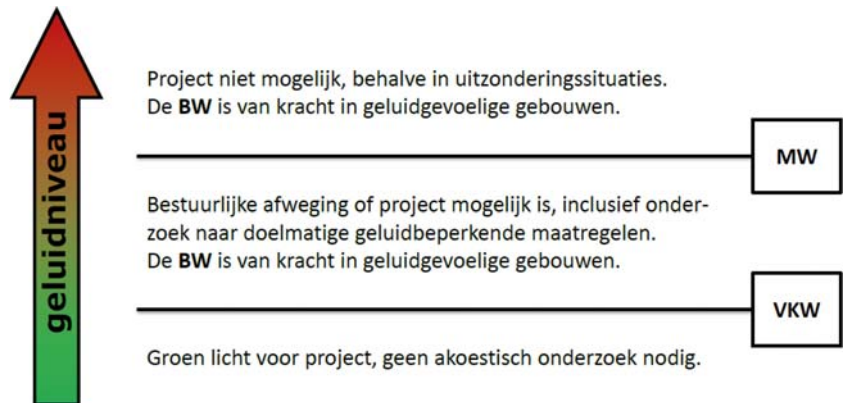 geluidniveau
Project niet mogelijk, behalve in uitzonderingssituaties.
De BW is van kracht in geluidgevoelige gebouwen.
MW
Bestuurlijke afweging of project mogelijk is, inclusief onder-
zoek naar doelmatige geluidbeperkende maatregelen.
De BW is van kracht in geluidgevoelige gebouwen.
VKW
Groen licht voor project, geen akoestisch onderzoek nodig.